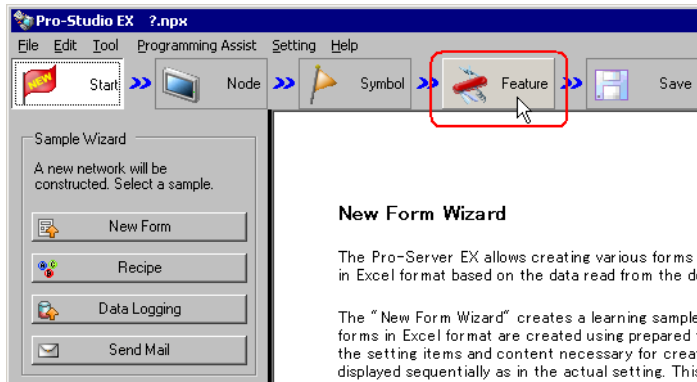 Pro-Studio EX ?.npx
File Edit Tool Programming Assist Setting Help
NEW Start Node Symbol Feature Save
Sample Wizard
A new network will be
constructed. Select a sample.
New Form
Recipe
Data Logging
Send Mail
New Form Wizard
The Pro-Server EX allows creating various forms
in Excel format based on the data read from the
The "New Form Wizard" creates a learning sample
forms in Excel format are created using prepared
the setting items and content necessary for
displayed sequentially as in the actual setting.